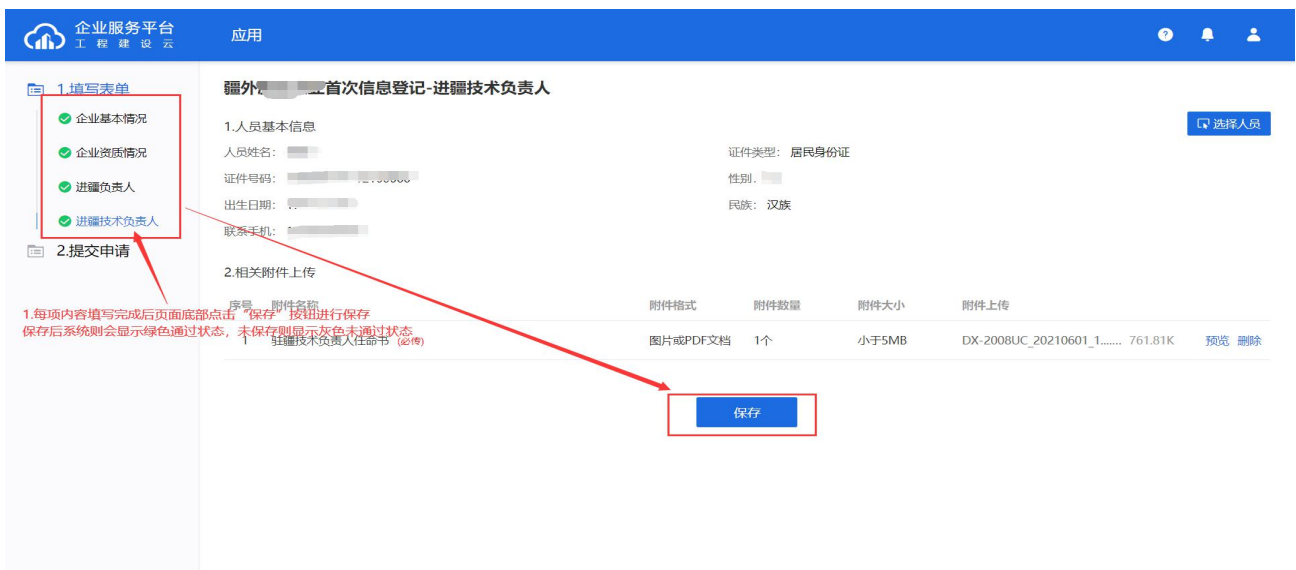 企业服务平台
工程建设云
应用
1.填写表单
企业基本情况
企业资质情况
进疆负责人
进疆技术负责人
2.提交申请
疆外 首次信息登记-进疆技术负责人
1.人员基本信息
选择人员
人员姓名:
证件类型: 居民身份证
证件号码:
性别:
出生日期:
民族: 汉族
联系手机:
2.相关附件上传
序号 附件名称 附件格式 附件数量 附件大小 附件上传
1.每项内容填写完成后页面底部点击“保存”按钮进行保存
保存后系统则会显示绿色通过状态，未保存则显示灰色未通过状态
1 驻疆技术负责人任命书 (必传) 图片或PDF文档 1个 小于5MB DX-2008UC_20210601_1...... 761.81K 预览 删除
保存